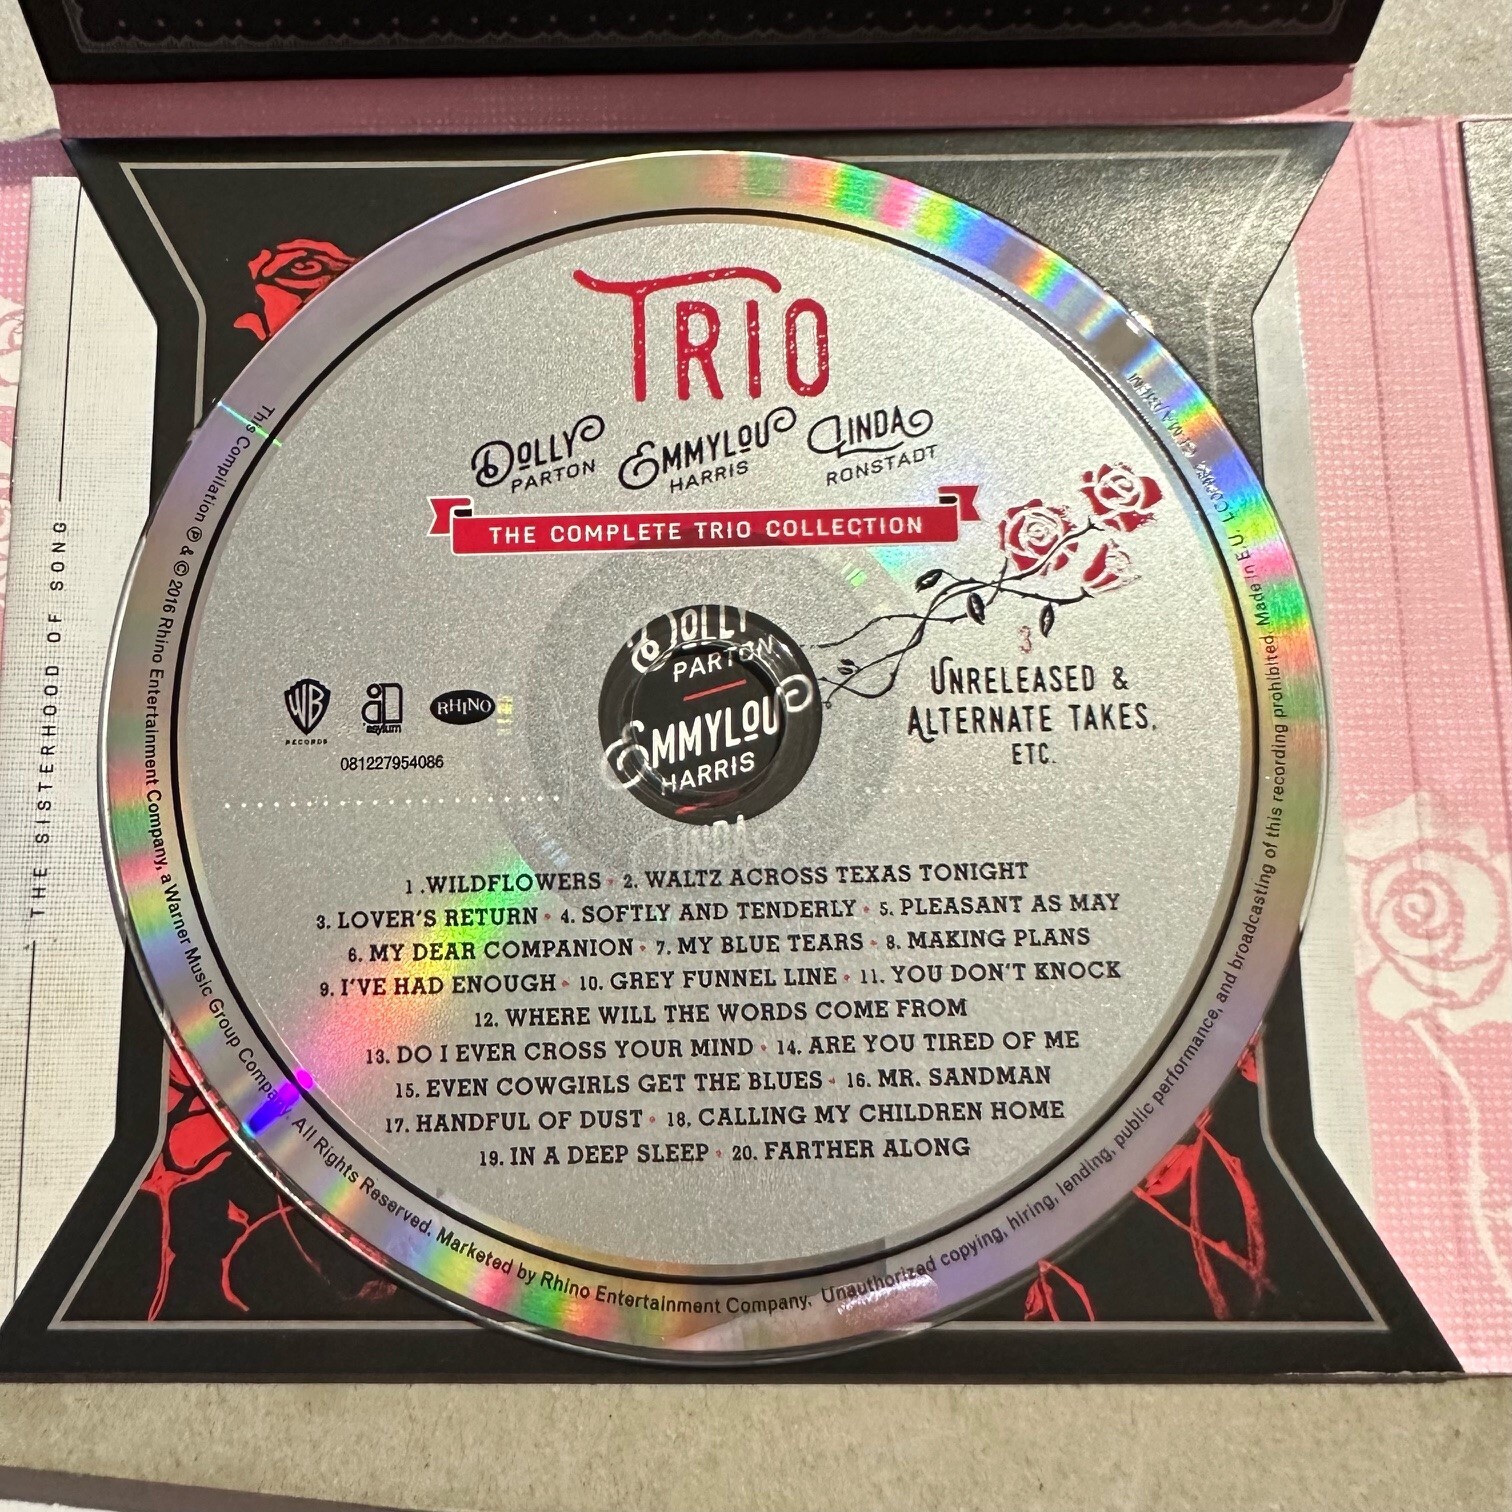 TRIO
DOLLY PARTON EMMYLOU HARRIS LINDA RONSTADT
THE COMPLETE TRIO COLLECTION
3
UNRELEASED &
ALTERNATE TAKES,
ETC.
WB
RECORDS
asylum
RHINO
081227954086
DOLLY
PARTON
EMMYLOU
HARRIS
LINDA
1 .WILDFLOWERS • 2. WALTZ ACROSS TEXAS TONIGHT
3. LOVER'S RETURN • 4. SOFTLY AND TENDERLY • 5. PLEASANT AS MAY
6. MY DEAR COMPANION • 7. MY BLUE TEARS • 8. MAKING PLANS
9. I'VE HAD ENOUGH • 10. GREY FUNNEL LINE • 11. YOU DON'T KNOCK
12. WHERE WILL THE WORDS COME FROM
13. DO I EVER CROSS YOUR MIND • 14. ARE YOU TIRED OF ME
15. EVEN COWGIRLS GET THE BLUES • 16. MR. SANDMAN
17. HANDFUL OF DUST • 18. CALLING MY CHILDREN HOME
19. IN A DEEP SLEEP • 20. FARTHER ALONG
This Compilation ℗ & © 2016 Rhino Entertainment Company, a Warner Music Group Company. All Rights Reserved. Marketed by Rhino Entertainment Company. Unauthorized copying, hiring, lending, public performance, and broadcasting of this recording prohibited. Made in E.U.
THE SISTERHOOD OF SONG